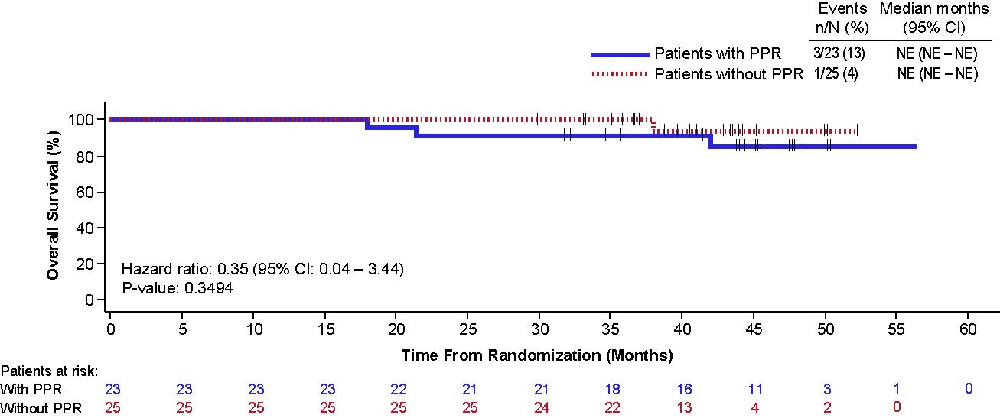 Events Median months
n/N (%) (95% CI)
Patients with PPR 3/23 (13) NE (NE – NE)
Patients without PPR 1/25 (4) NE (NE – NE)
Overall Survival (%)
100
80
60
40
20
0
Hazard ratio: 0.35 (95% CI: 0.04 – 3.44)
P-value: 0.3494
0 5 10 15 20 25 30 35 40 45 50 55 60
Time From Randomization (Months)
Patients at risk:
With PPR 23 23 23 23 22 21 21 18 16 11 3 1 0
Without PPR 25 25 25 25 25 25 24 22 13 4 2 0